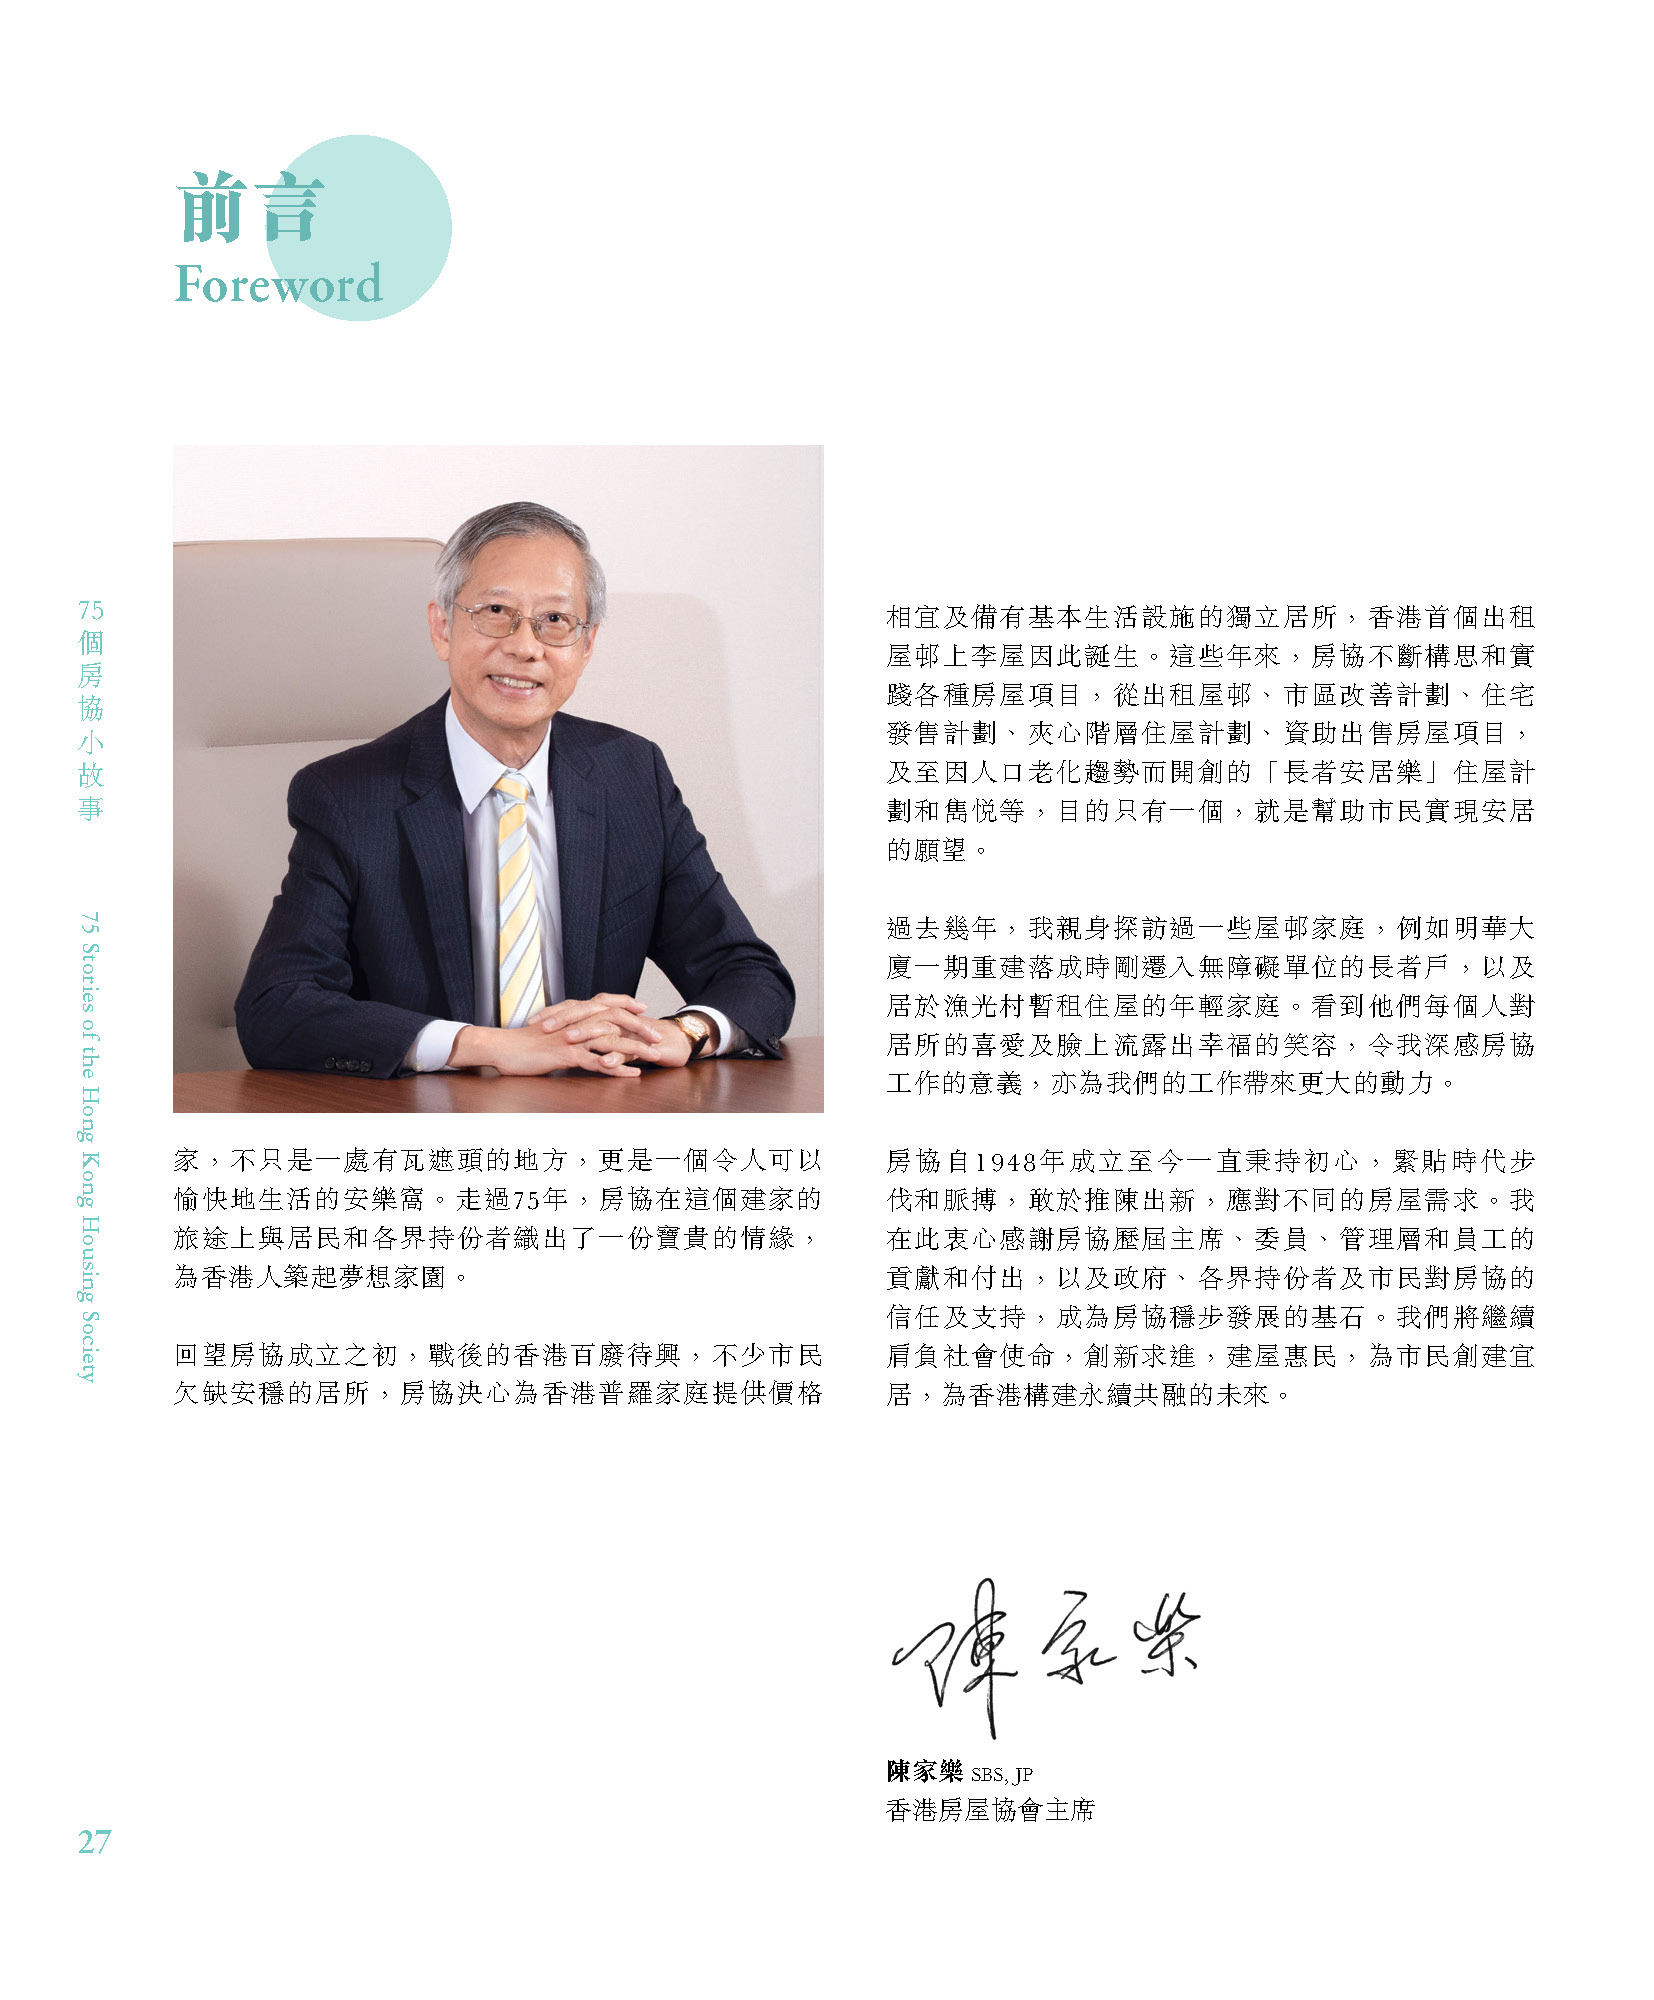 前言
Foreword
75個房協小故事
75 Stories of the Hong Kong Housing Society
家，不只是一處有瓦遮頭的地方，更是一個令人可以
愉快地生活的安樂窩。走過75年，房協在這個建家的
旅途上與居民和各界持份者織出了一份寶貴的情緣，
為香港人築起夢想家園。
回望房協成立之初，戰後的香港百廢待興，不少市民
欠缺安穩的居所，房協決心為香港普羅家庭提供價格
相宜及備有基本生活設施的獨立居所，香港首個出租
屋邨上李屋因此誕生。這些年來，房協不斷構思和實
踐各種房屋項目，從出租屋邨、市區改善計劃、住宅
發售計劃、夾心階層住屋計劃、資助出售房屋項目，
及至因人口老化趨勢而開創的「長者安居樂」住屋計
劃和雋悦等，目的只有一個，就是幫助市民實現安居
的願望。
過去幾年，我親身探訪過一些屋邨家庭，例如明華大
廈一期重建落成時剛遷入無障礙單位的長者戶，以及
居於漁光村暫租住屋的年輕家庭。看到他們每個人對
居所的喜愛及臉上流露出幸福的笑容，令我深感房協
工作的意義，亦為我們的工作帶來更大的動力。
房協自1948年成立至今一直秉持初心，緊貼時代步
伐和脈搏，敢於推陳出新，應對不同的房屋需求。我
在此衷心感謝房協歷屆主席、委員、管理層和員工的
貢獻和付出，以及政府、各界持份者及市民對房協的
信任及支持，成為房協穩步發展的基石。我們將繼續
肩負社會使命，創新求進，建屋惠民，為市民創建宜
居，為香港構建永續共融的未來。
陳家樂
陳家樂 SBS, JP
香港房屋協會主席
27